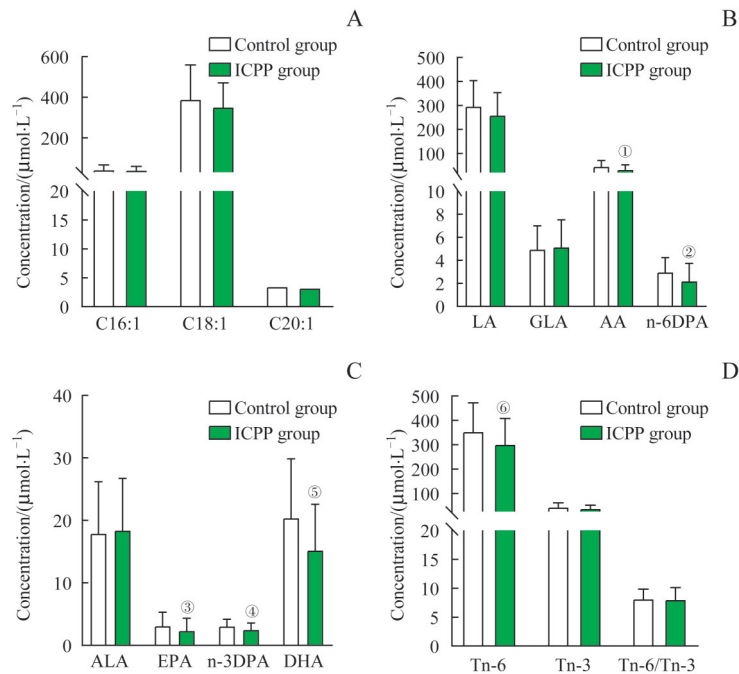 A
Control group
ICPP group
Concentration/(μmol·L⁻¹)
600
400
20
15
10
5
0
C16:1 C18:1 C20:1
B
Control group
ICPP group
Concentration/(μmol·L⁻¹)
500
400
300
200
100
10
8
6
4
2
0
①
②
LA GLA AA n-6DPA
C
Control group
ICPP group
Concentration/(μmol·L⁻¹)
40
30
20
10
0
③
④
⑤
ALA EPA n-3DPA DHA
D
Control group
ICPP group
Concentration/(μmol·L⁻¹)
500
400
300
200
100
20
15
10
5
0
⑥
Tn-6 Tn-3 Tn-6/Tn-3